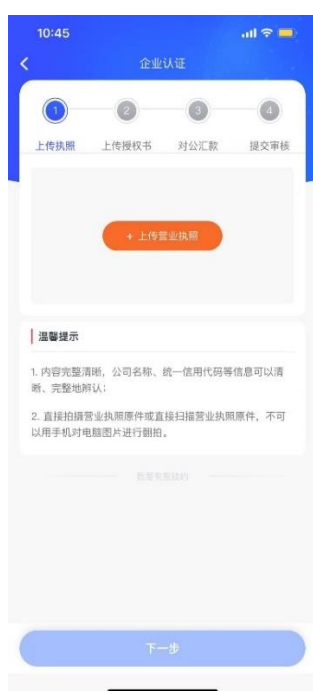 10:45
企业认证
1
2
3
4
上传执照
上传授权书
对公汇款
提交审核
+ 上传营业执照
温馨提示
1. 内容完整清晰，公司名称、统一信用代码等信息可以清
晰、完整地辨认；
2. 直接拍摄营业执照原件或直接扫描营业执照原件，不可
以用手机对电脑图片进行翻拍。
下一步